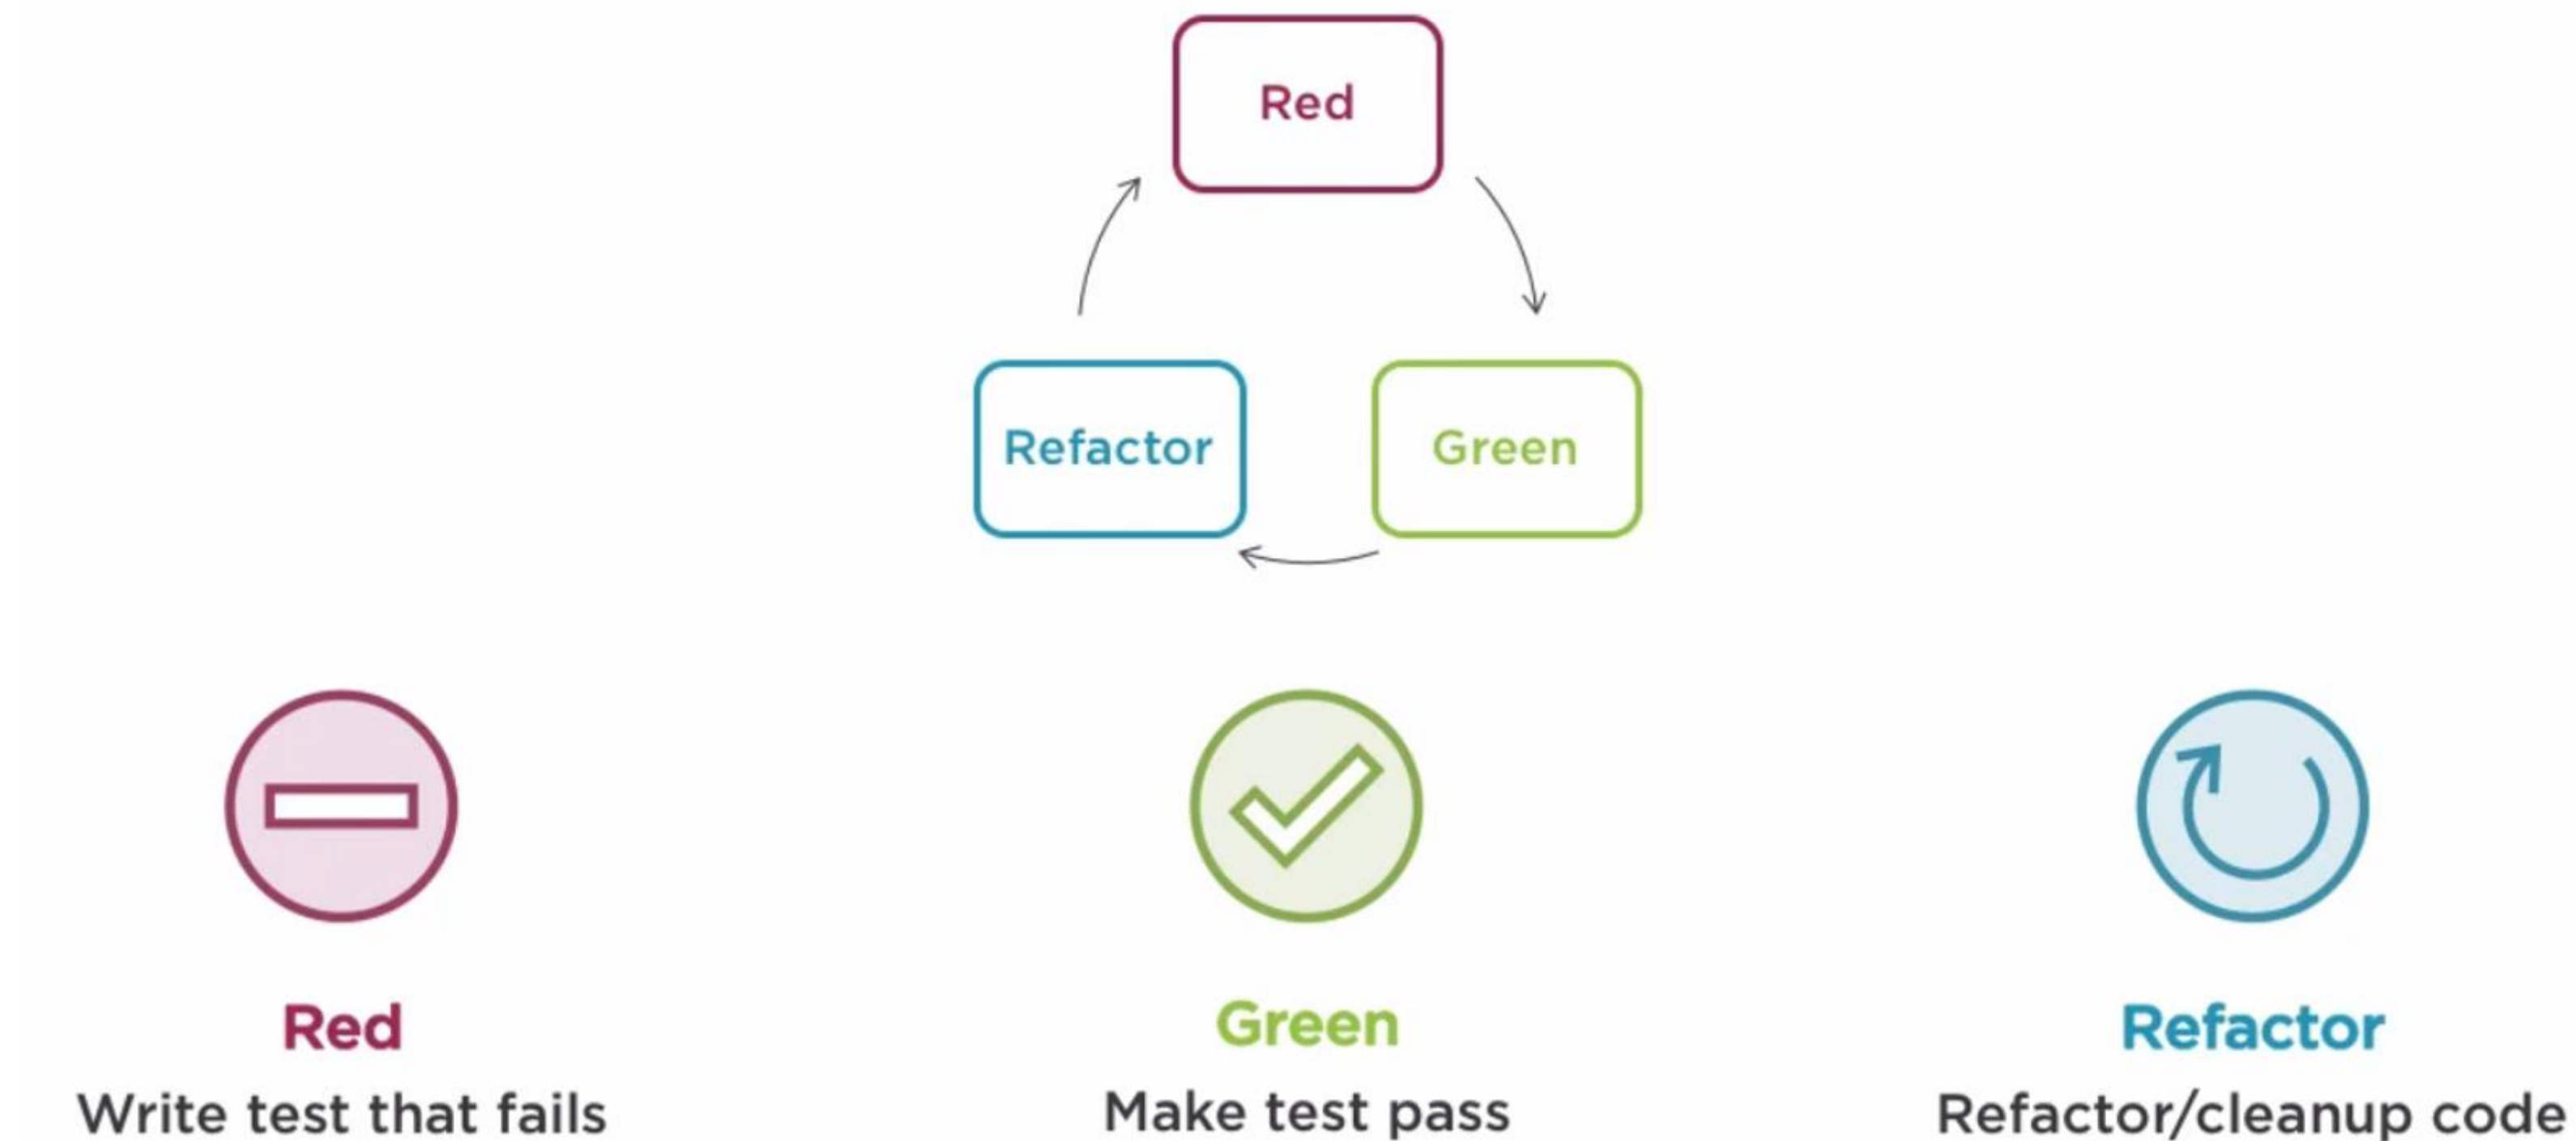 Red
Refactor
Green
Red
Green
Refactor
Write test that fails
Make test pass
Refactor/cleanup code